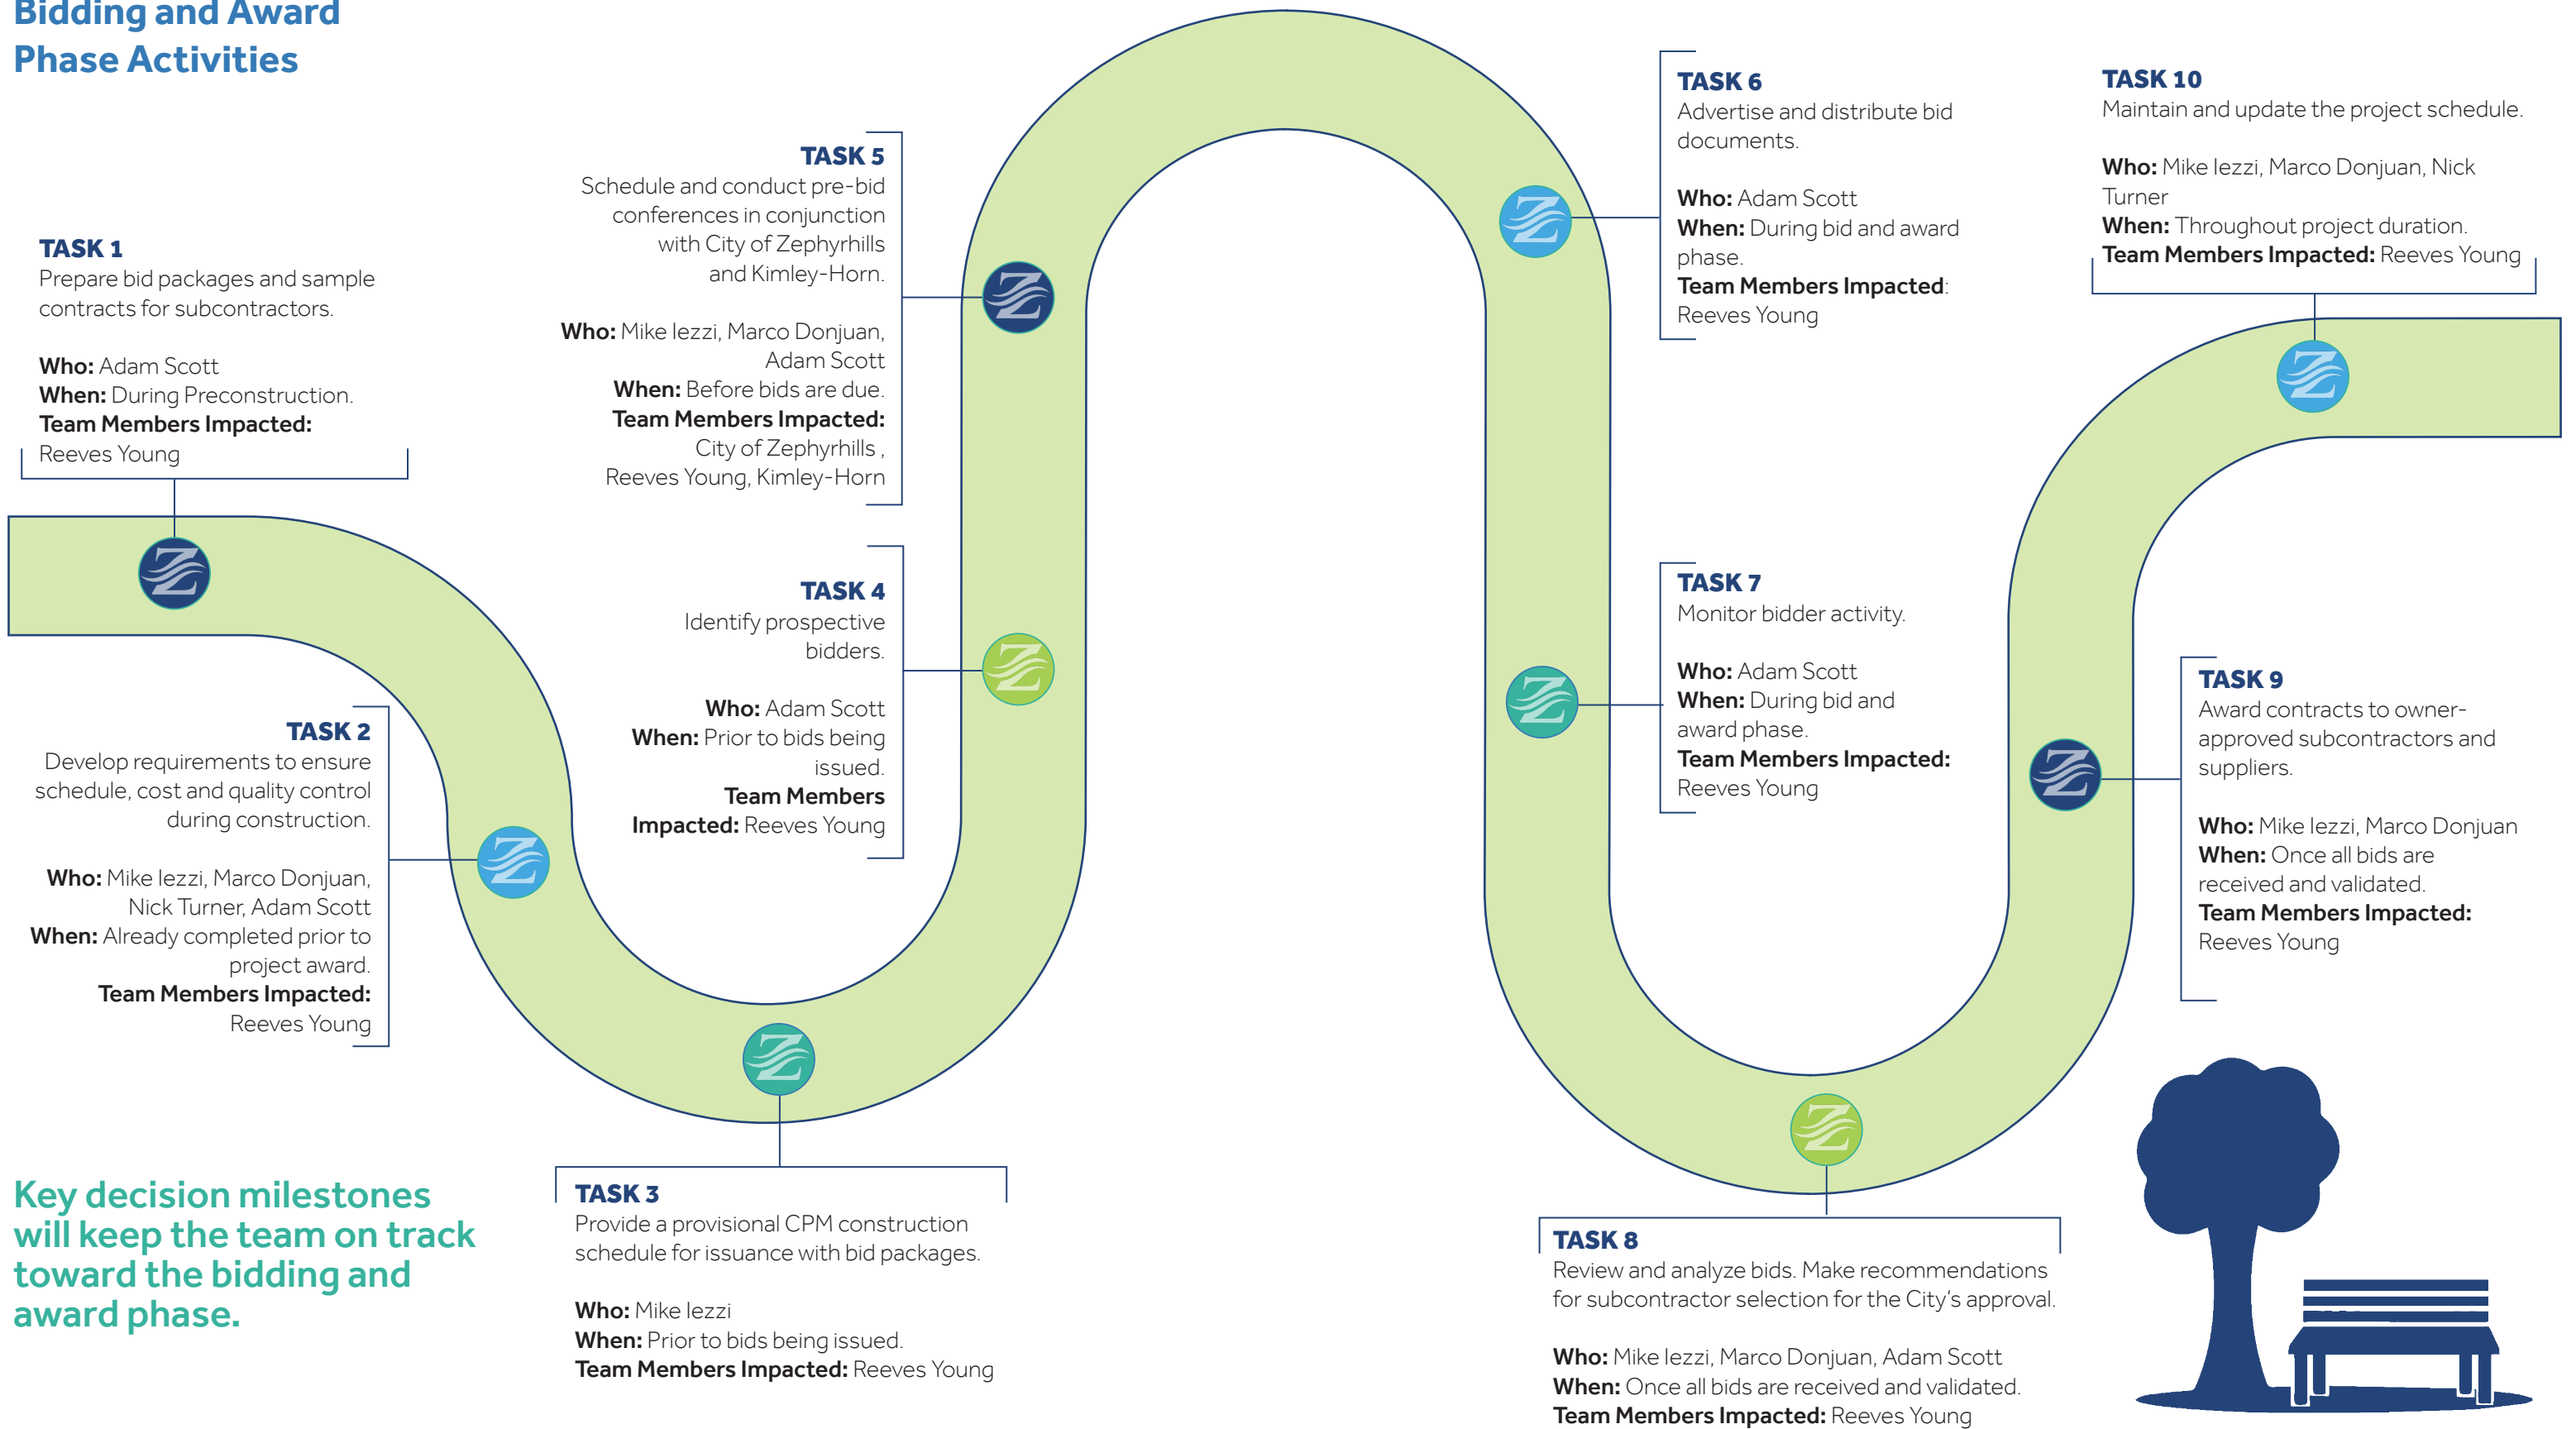 Bidding and Award
Phase Activities
TASK 1
Prepare bid packages and sample
contracts for subcontractors.
Who: Adam Scott
When: During Preconstruction.
Team Members Impacted:
Reeves Young
TASK 2
Develop requirements to ensure
schedule, cost and quality control
during construction.
Who: Mike Iezzi, Marco Donjuan,
Nick Turner, Adam Scott
When: Already completed prior to
project award.
Team Members Impacted:
Reeves Young
TASK 3
Provide a provisional CPM construction
schedule for issuance with bid packages.
Who: Mike Iezzi
When: Prior to bids being issued.
Team Members Impacted: Reeves Young
TASK 4
Identify prospective
bidders.
Who: Adam Scott
When: Prior to bids being
issued.
Team Members
Impacted: Reeves Young
TASK 5
Schedule and conduct pre-bid
conferences in conjunction
with City of Zephyrhills
and Kimley-Horn.
Who: Mike Iezzi, Marco Donjuan,
Adam Scott
When: Before bids are due.
Team Members Impacted:
City of Zephyrhills ,
Reeves Young, Kimley-Horn
TASK 6
Advertise and distribute bid
documents.
Who: Adam Scott
When: During bid and award
phase.
Team Members Impacted:
Reeves Young
TASK 7
Monitor bidder activity.
Who: Adam Scott
When: During bid and
award phase.
Team Members Impacted:
Reeves Young
TASK 8
Review and analyze bids. Make recommendations
for subcontractor selection for the City's approval.
Who: Mike Iezzi, Marco Donjuan, Adam Scott
When: Once all bids are received and validated.
Team Members Impacted: Reeves Young
TASK 9
Award contracts to owner-
approved subcontractors and
suppliers.
Who: Mike Iezzi, Marco Donjuan
When: Once all bids are
received and validated.
Team Members Impacted:
Reeves Young
TASK 10
Maintain and update the project schedule.
Who: Mike Iezzi, Marco Donjuan, Nick
Turner
When: Throughout project duration.
Team Members Impacted: Reeves Young
Key decision milestones
will keep the team on track
toward the bidding and
award phase.
Z
Z
Z
Z
Z
Z
Z
Z
Z
Z